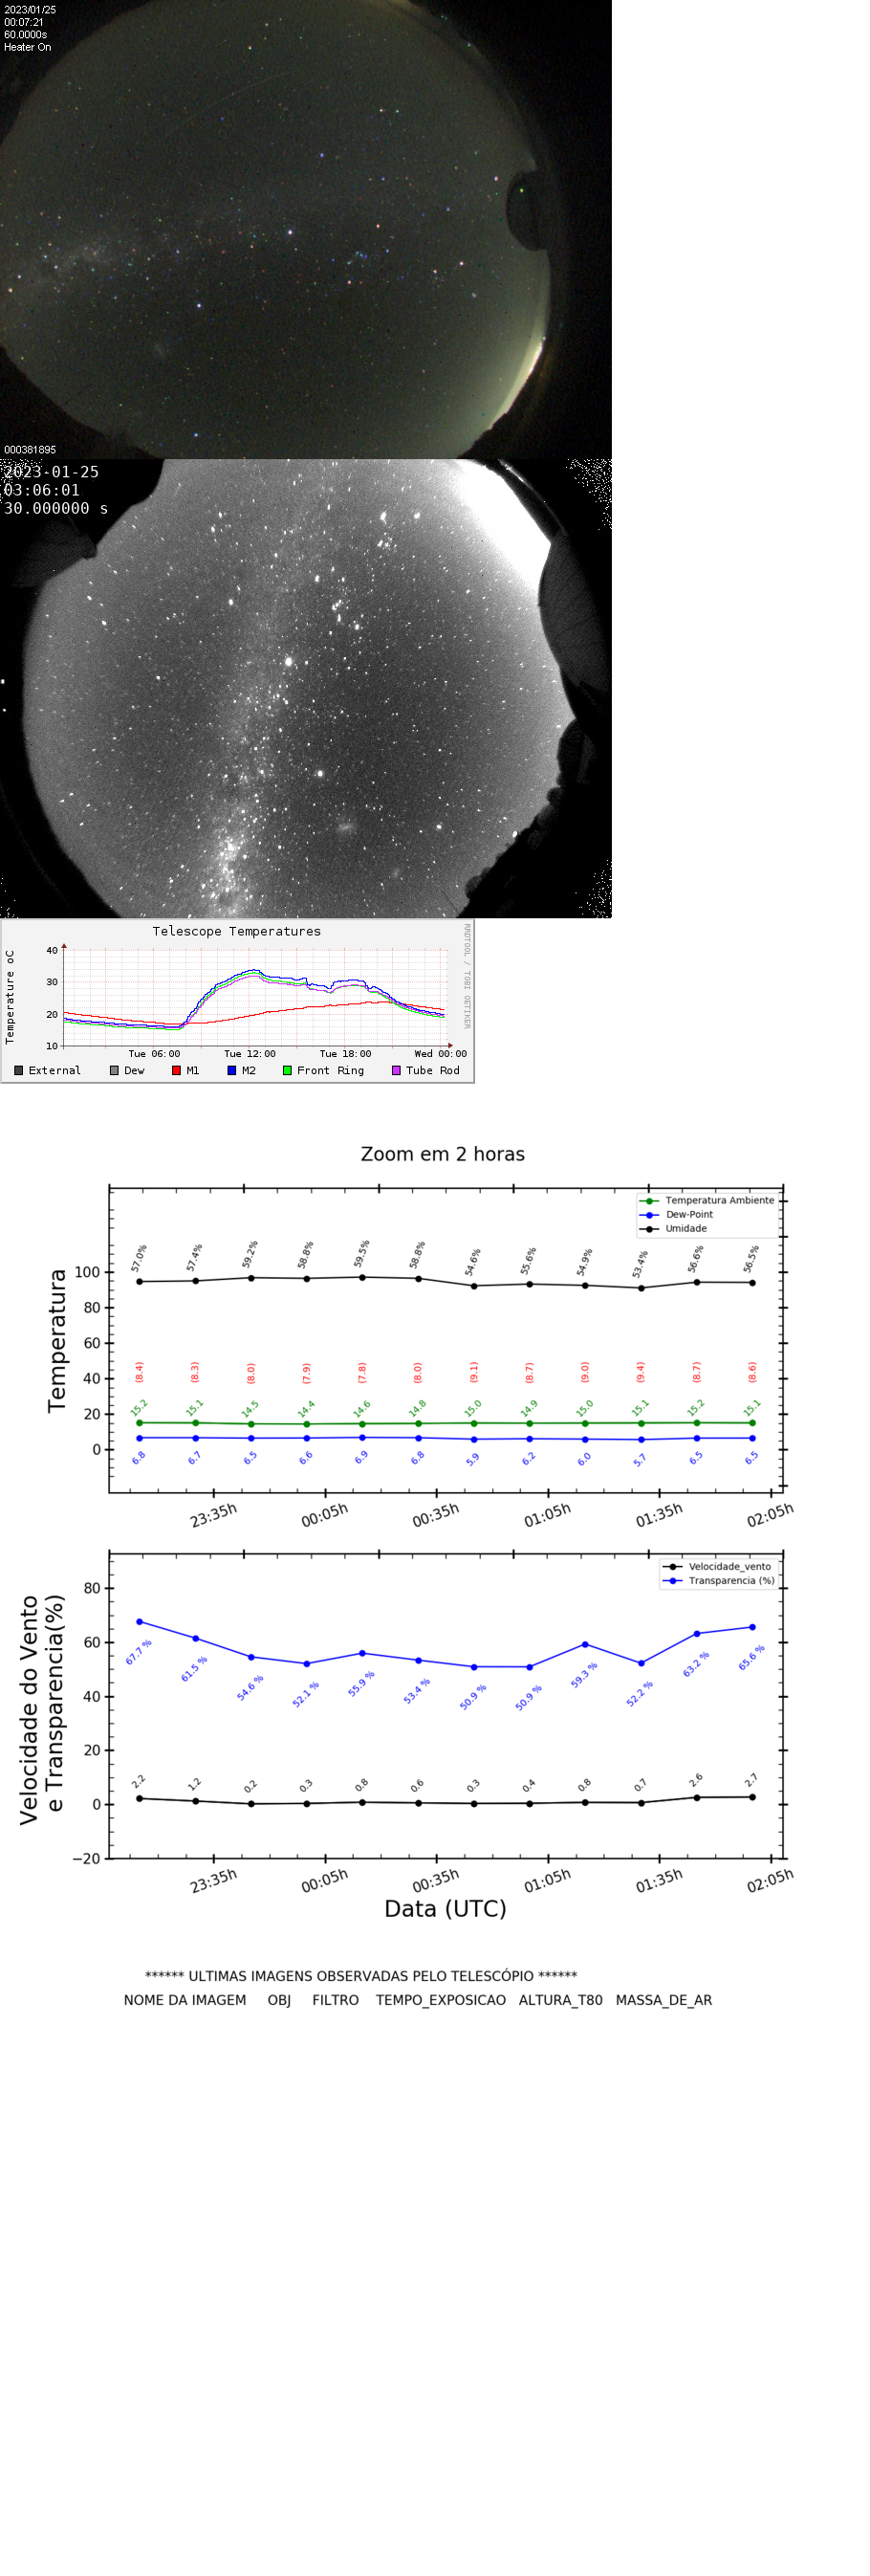 2023/01/25
00:07:21
60.0000s
Heater On
000381895
2023-01-25
03:06:01
30.000000 s
Telescope Temperatures
RRDTOOL / TOBI OETIKER
Temperature oC
40
30
20
10
Tue 06:00 Tue 12:00 Tue 18:00 Wed 00:00
External Dew M1 M2 Front Ring Tube Rod
Zoom em 2 horas
Temperatura Ambiente
Dew-Point
Umidade
Temperatura
100
80
60
40
20
0
57.0% 57.4% 59.2% 58.8% 59.5% 58.8% 54.6% 55.6% 54.9% 53.4% 56.6% 56.5%
(8.4) (8.3) (8.0) (7.9) (7.8) (8.0) (9.1) (8.7) (9.0) (9.4) (8.7) (8.6)
15.2 15.1 14.5 14.4 14.6 14.8 15.0 14.9 15.0 15.1 15.2 15.1
6.8 6.7 6.5 6.6 6.9 6.8 5.9 6.2 6.0 5.7 6.5 6.5
23:35h 00:05h 00:35h 01:05h 01:35h 02:05h
Velocidade_vento
Transparencia (%)
Velocidade do Vento
e Transparencia(%)
80
60
40
20
0
−20
67.7 % 61.5 % 54.6 % 52.1 % 55.9 % 53.4 % 50.9 % 50.9 % 59.3 % 52.2 % 63.2 % 65.6 %
2.2 1.2 0.2 0.3 0.8 0.6 0.3 0.4 0.8 0.7 2.6 2.7
23:35h 00:05h 00:35h 01:05h 01:35h 02:05h
Data (UTC)
****** ULTIMAS IMAGENS OBSERVADAS PELO TELESCÓPIO ******
NOME DA IMAGEM OBJ FILTRO TEMPO_EXPOSICAO ALTURA_T80 MASSA_DE_AR